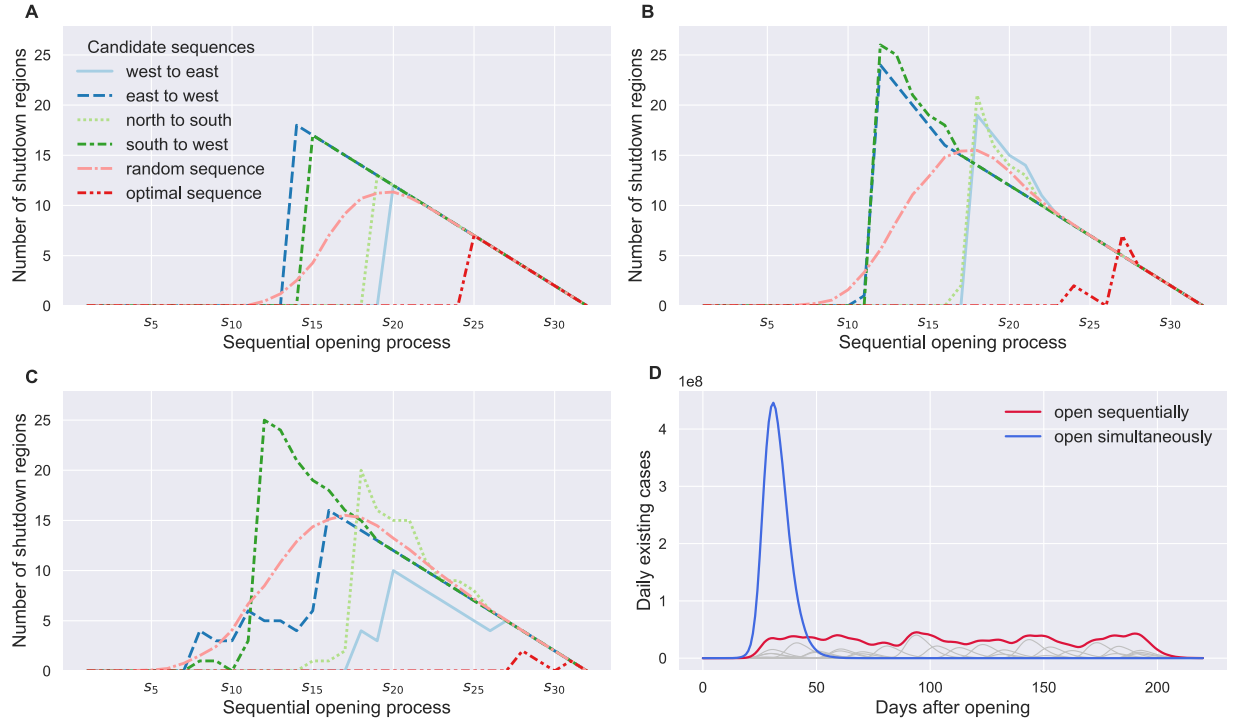 A
Number of shutdown regions
25
20
15
10
5
0
Candidate sequences
west to east
east to west
north to south
south to west
random sequence
optimal sequence
s5 s10 s15 s20 s25 s30
Sequential opening process
B
Number of shutdown regions
25
20
15
10
5
0
s5 s10 s15 s20 s25 s30
Sequential opening process
C
Number of shutdown regions
25
20
15
10
5
0
s5 s10 s15 s20 s25 s30
Sequential opening process
D
1e8
Daily existing cases
4
2
0
open sequentially
open simultaneously
0 50 100 150 200
Days after opening